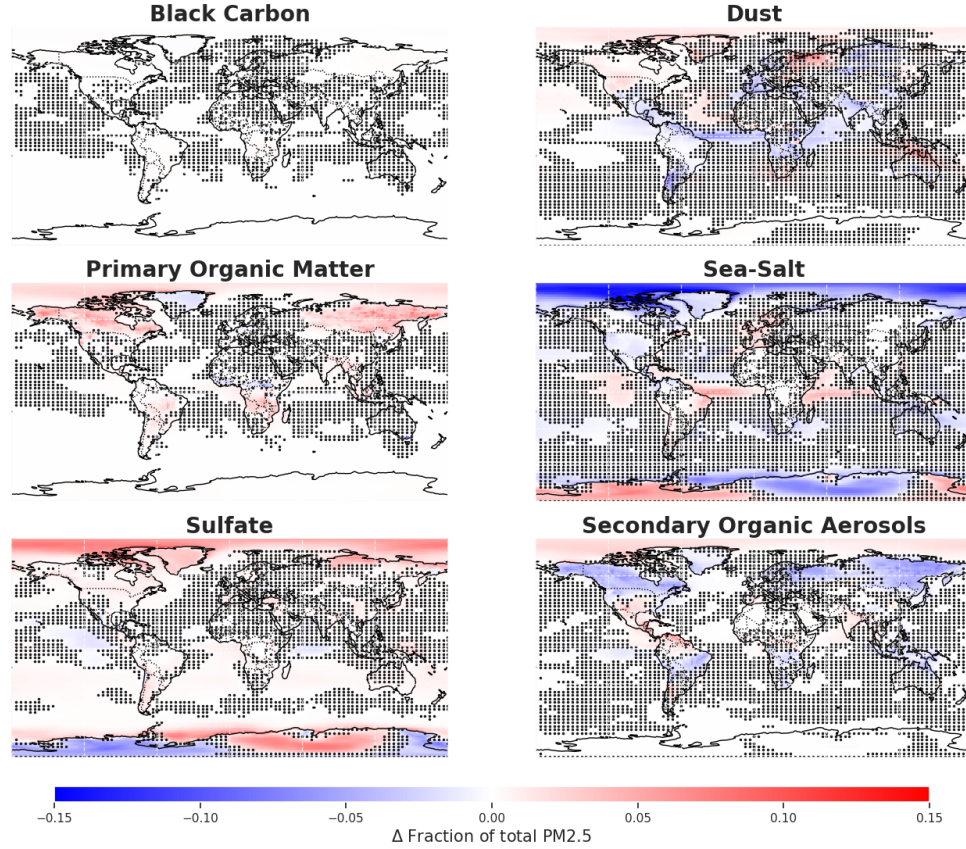 Black Carbon
Dust
Primary Organic Matter
Sea-Salt
Sulfate
Secondary Organic Aerosols
−0.15 −0.10 −0.05 0.00 0.05 0.10 0.15
Δ Fraction of total PM2.5